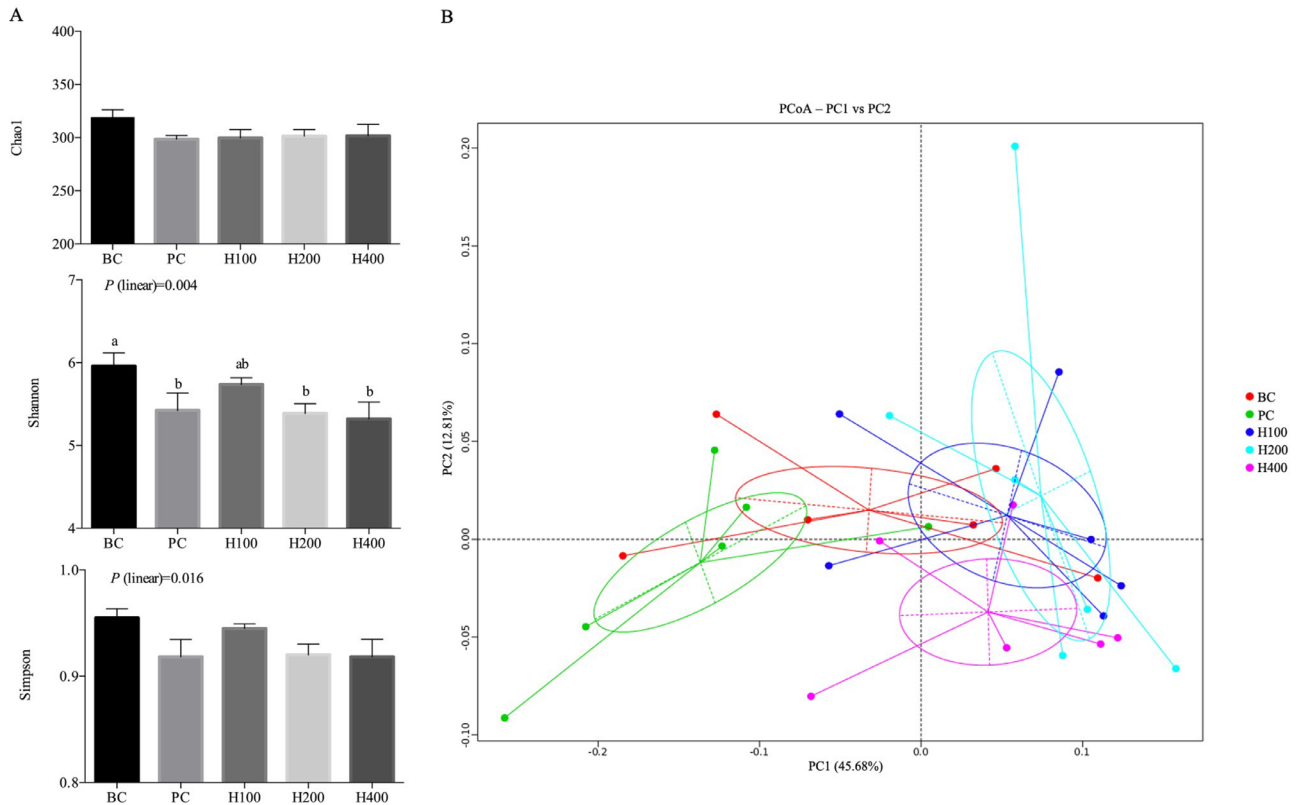 A
400
350
300
250
200
Chao1
BC PC H100 H200 H400
P (linear)=0.004
7
6
5
4
Shannon
a
b
ab
b
b
BC PC H100 H200 H400
P (linear)=0.016
1.0
0.9
0.8
Simpson
BC PC H100 H200 H400
B
PCoA – PC1 vs PC2
0.20
0.15
0.10
0.05
0.00
-0.05
-0.10
PC2 (12.81%)
-0.2 -0.1 0.0 0.1
PC1 (45.68%)
BC
PC
H100
H200
H400